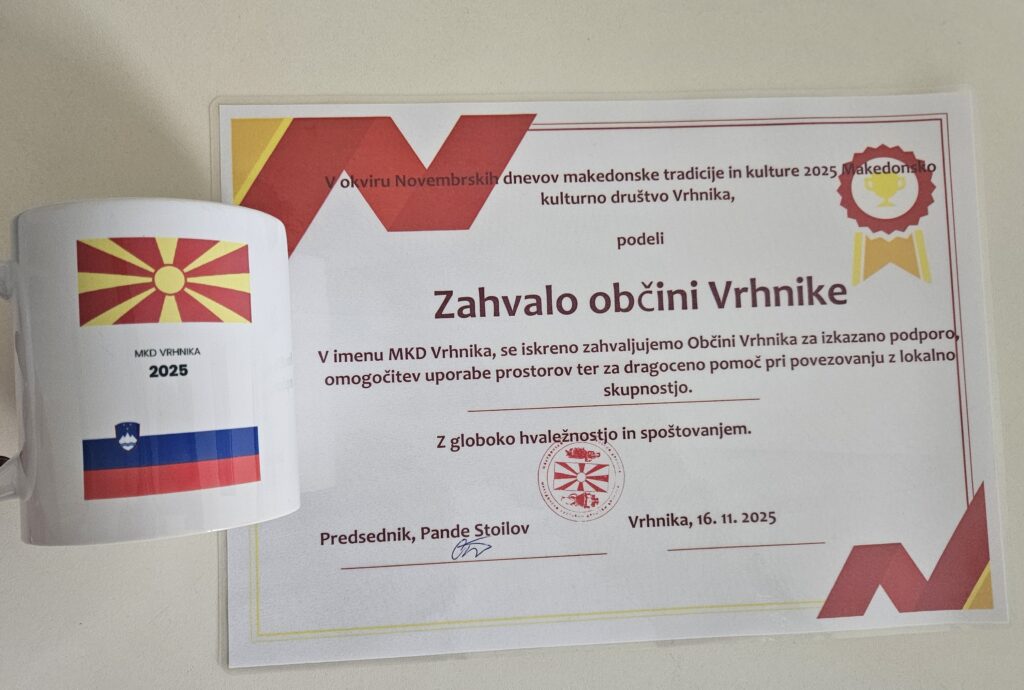 MKD VRHNIKA
2025
V okviru Novembrskih dnevov makedonske tradicije in kulture 2025 Makedonsko
kulturno društvo Vrhnika,
podeli
Zahvalo občini Vrhnike
V imenu MKD Vrhnika, se iskreno zahvaljujemo Občini Vrhnika za izkazano podporo,
omogočitev uporabe prostorov ter za dragoceno pomoč pri povezovanju z lokalno
skupnostjo.
Z globoko hvaležnostjo in spoštovanjem.
Predsednik, Pande Stoilov
Vrhnika, 16. 11. 2025